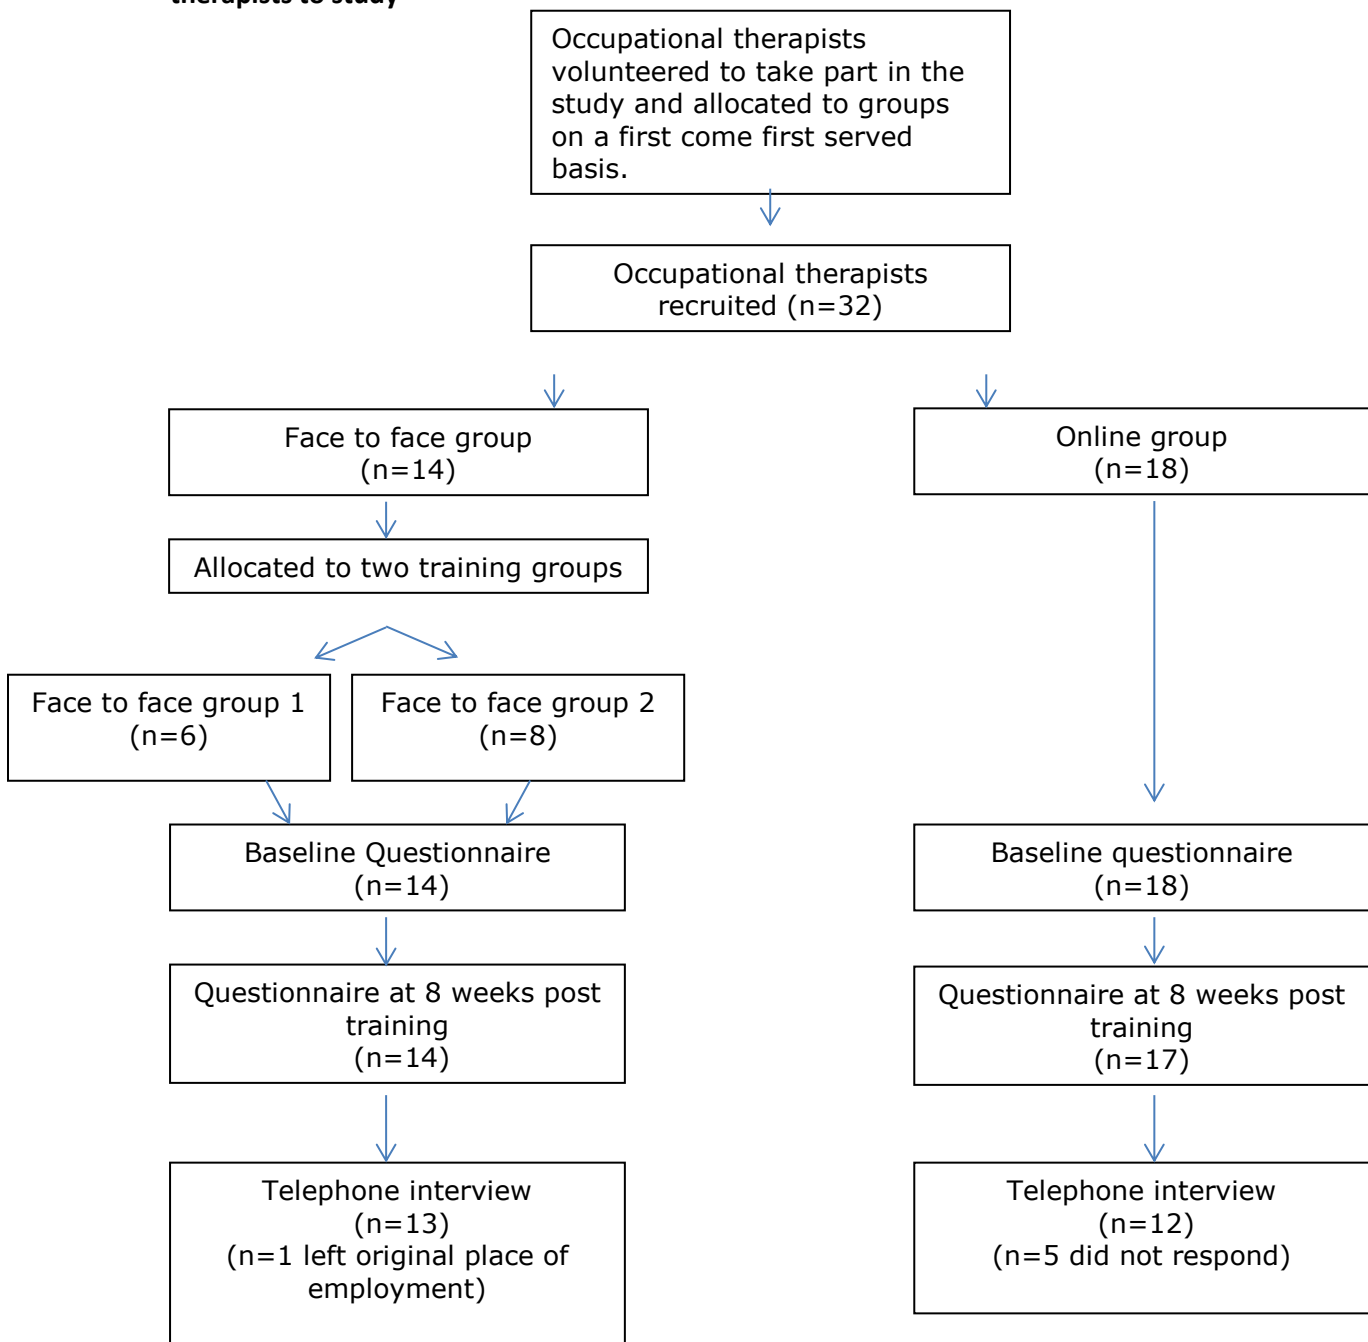 therapists to study
Occupational therapists
volunteered to take part in the
study and allocated to groups
on a first come first served
basis.
Occupational therapists
recruited (n=32)
Face to face group
(n=14)
Online group
(n=18)
Allocated to two training groups
Face to face group 1
(n=6)
Face to face group 2
(n=8)
Baseline Questionnaire
(n=14)
Baseline questionnaire
(n=18)
Questionnaire at 8 weeks post
training
(n=14)
Questionnaire at 8 weeks post
training
(n=17)
Telephone interview
(n=13)
(n=1 left original place of
employment)
Telephone interview
(n=12)
(n=5 did not respond)